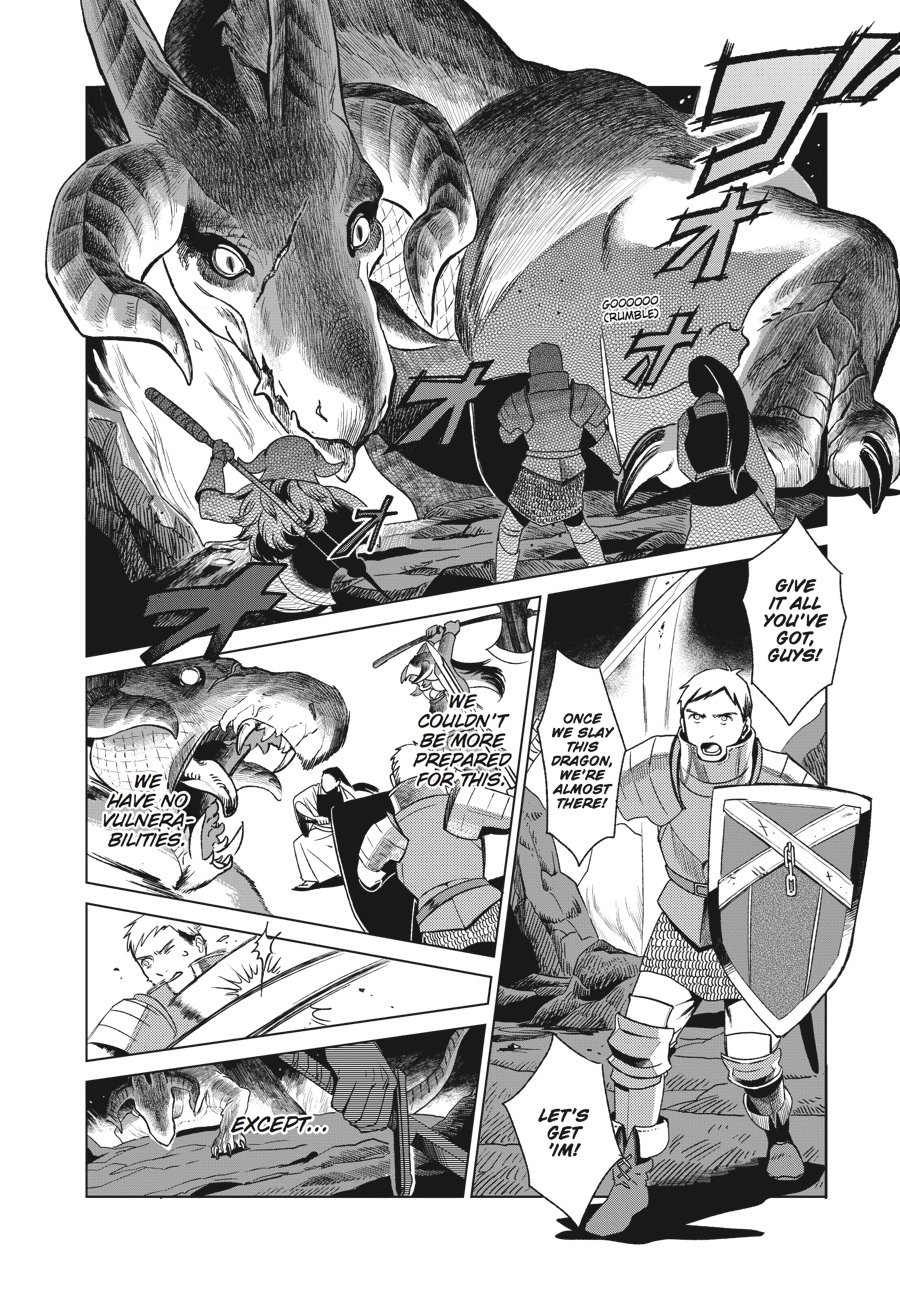 ゴオオオオオ
GOOOOOO
(RUMBLE)
GIVE
IT ALL
YOU'VE
GOT,
GUYS!
ONCE
WE SLAY
THIS
DRAGON,
WE'RE
ALMOST
THERE!
LET'S
GET
'IM!
WE
COULDN'T
BE MORE
PREPARED
FOR THIS.
WE
HAVE NO
VULNERA-
BILITIES.
EXCEPT...